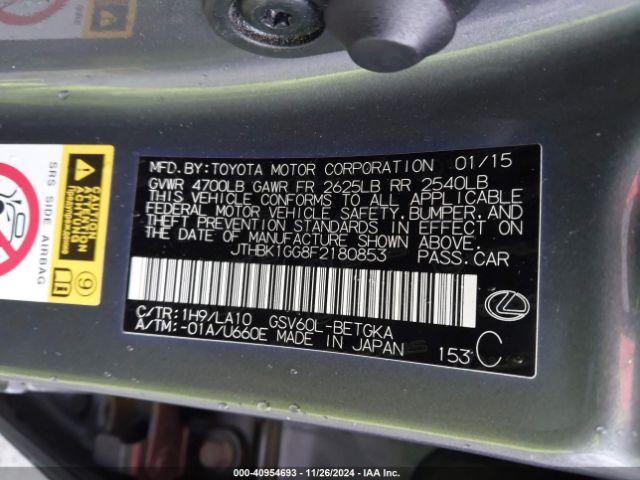 MFD.BY:TOYOTA MOTOR CORPORATION 01/15
GVWR 4700LB GAWR FR 2625LB RR 2540LB
THIS VEHICLE CONFORMS TO ALL APPLICABLE
FEDERAL MOTOR VEHICLE SAFETY,BUMPER,AND
THEFT PREVENTION STANDARDS IN EFFECT ON
THE DATE OF MANUFACTURE SHOWN ABOVE.
JTHBK1GG8F2180853 PASS.CAR
C/TR:1H9/LA10 GSV60L-BETGKA
A/TM:-01A/U660E MADE IN JAPAN
153 C
SRS SIDE AIRBAG
9
000-40954693 - 11/26/2024 - IAA Inc.